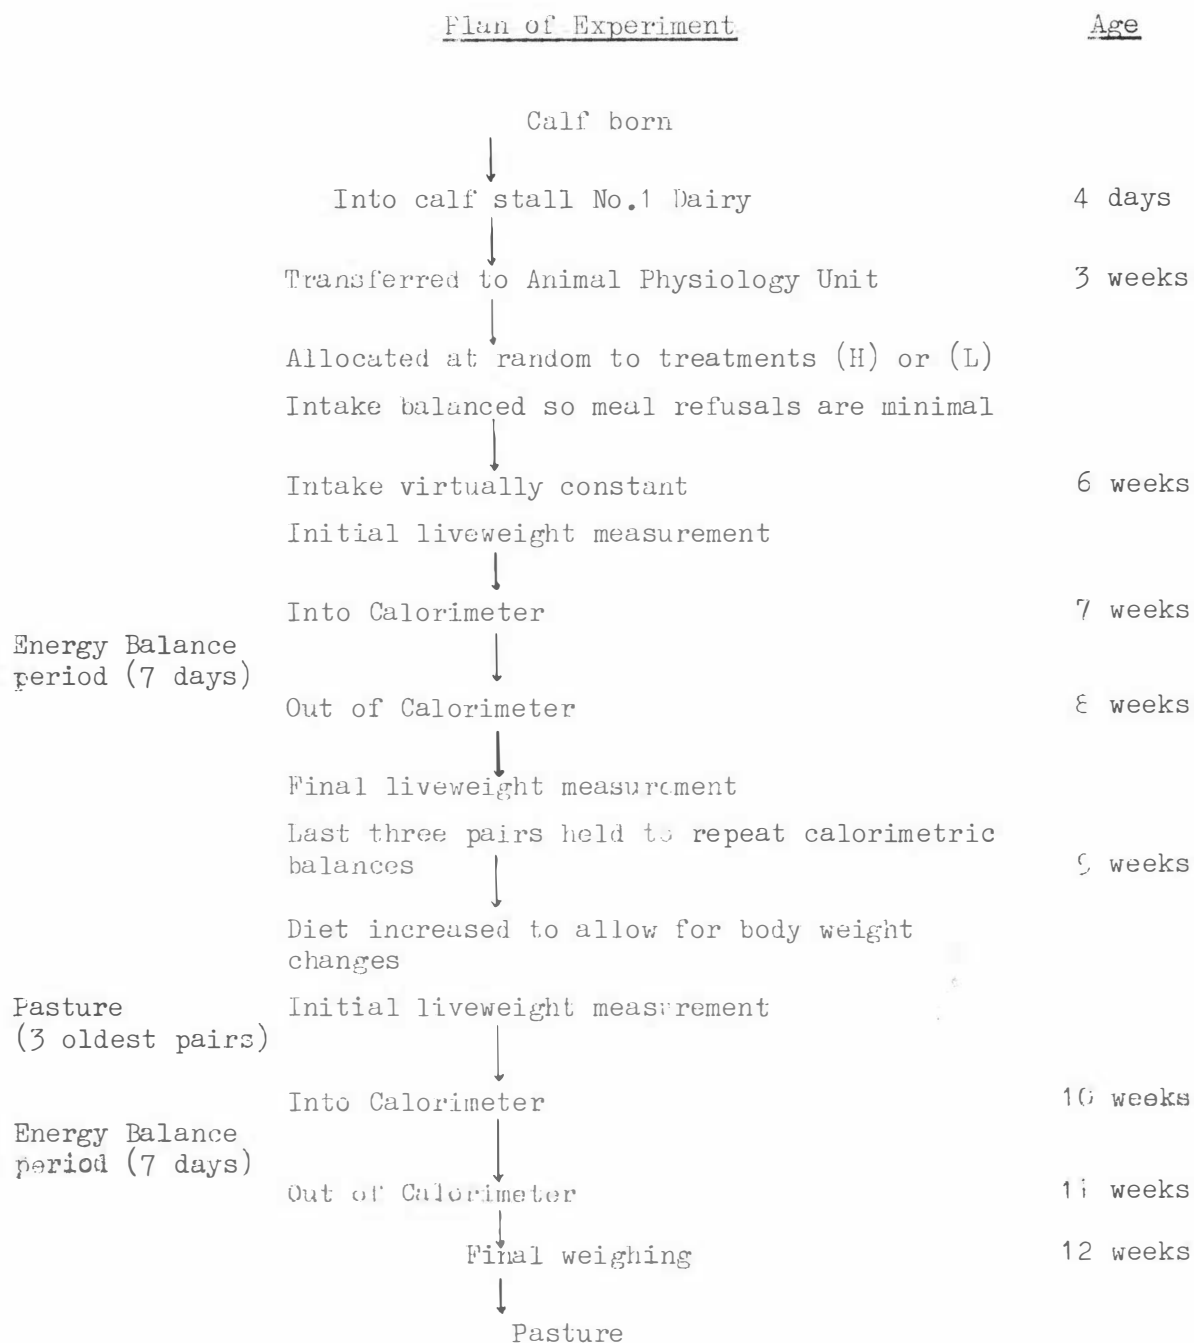 Plan of Experiment Age
Calf born
Into calf stall No.1 Dairy 4 days
Transferred to Animal Physiology Unit 3 weeks
Allocated at random to treatments (H) or (L)
Intake balanced so meal refusals are minimal
Intake virtually constant 6 weeks
Initial liveweight measurement
Into Calorimeter 7 weeks
Energy Balance
period (7 days)
Out of Calorimeter 8 weeks
Final liveweight measurement
Last three pairs held to repeat calorimetric
balances 9 weeks
Diet increased to allow for body weight
changes
Pasture Initial liveweight measurement
(3 oldest pairs)
Into Calorimeter 10 weeks
Energy Balance
period (7 days)
Out of Calorimeter 11 weeks
Final weighing 12 weeks
Pasture